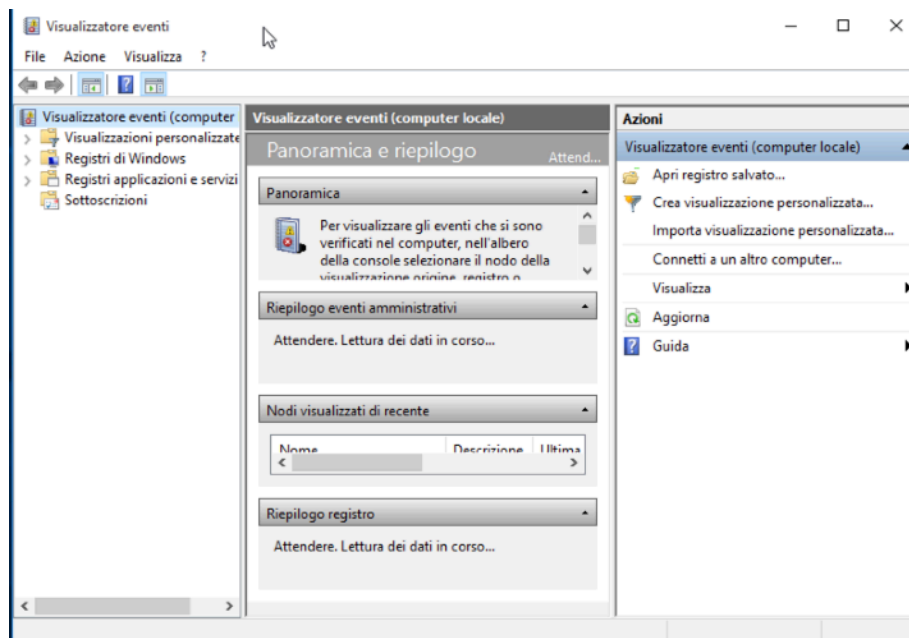 Visualizzatore eventi
File Azione Visualizza ?
Visualizzatore eventi (computer
Visualizzazioni personalizzate
Registri di Windows
Registri applicazioni e servizi
Sottoscrizioni
Visualizzatore eventi (computer locale)
Panoramica e riepilogo Attend...
Panoramica
Per visualizzare gli eventi che si sono
verificati nel computer, nell'albero
della console selezionare il nodo della
visualizzazione origine, registro o
Riepilogo eventi amministrativi
Attendere. Lettura dei dati in corso...
Nodi visualizzati di recente
Nome Descrizione Ultima
Riepilogo registro
Attendere. Lettura dei dati in corso...
Azioni
Visualizzatore eventi (computer locale)
Apri registro salvato...
Crea visualizzazione personalizzata...
Importa visualizzazione personalizzata...
Connetti a un altro computer...
Visualizza
Aggiorna
Guida